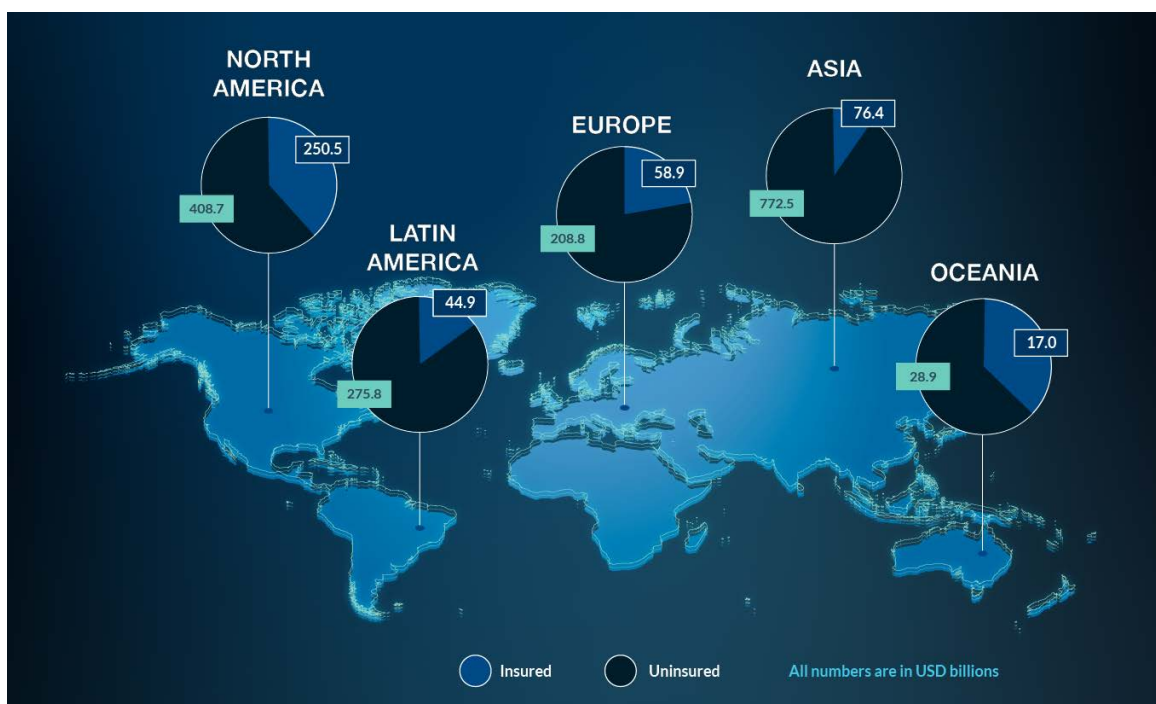 NORTH
AMERICA
250.5
408.7
LATIN
AMERICA
44.9
275.8
EUROPE
58.9
208.8
ASIA
76.4
772.5
OCEANIA
17.0
28.9
Insured
Uninsured
All numbers are in USD billions